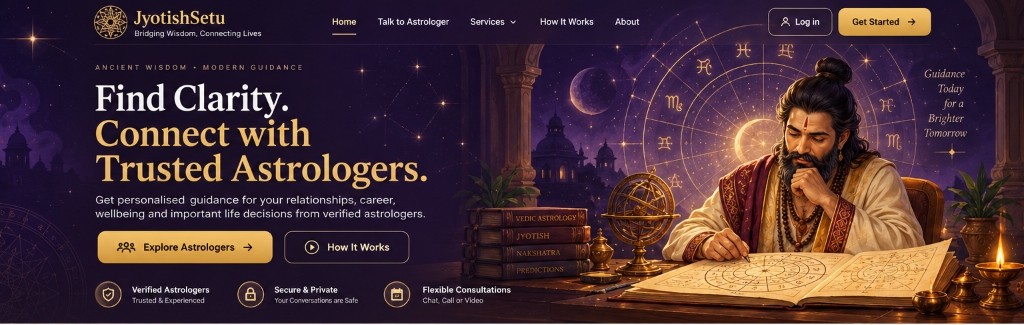 JyotishSetu
Bridging Wisdom, Connecting Lives
Home
Talk to Astrologer
Services
How It Works
About
Log in
Get Started
ANCIENT WISDOM • MODERN GUIDANCE
Find Clarity.
Connect with
Trusted Astrologers.
Get personalised guidance for your relationships, career,
wellbeing and important life decisions from verified astrologers.
Explore Astrologers
How It Works
Verified Astrologers
Trusted & Experienced
Secure & Private
Your Conversations are Safe
Flexible Consultations
Chat, Call or Video
VEDIC ASTROLOGY
JYOTISH
NAKSHATRA
PREDICTIONS
Guidance
Today
for a
Brighter
Tomorrow